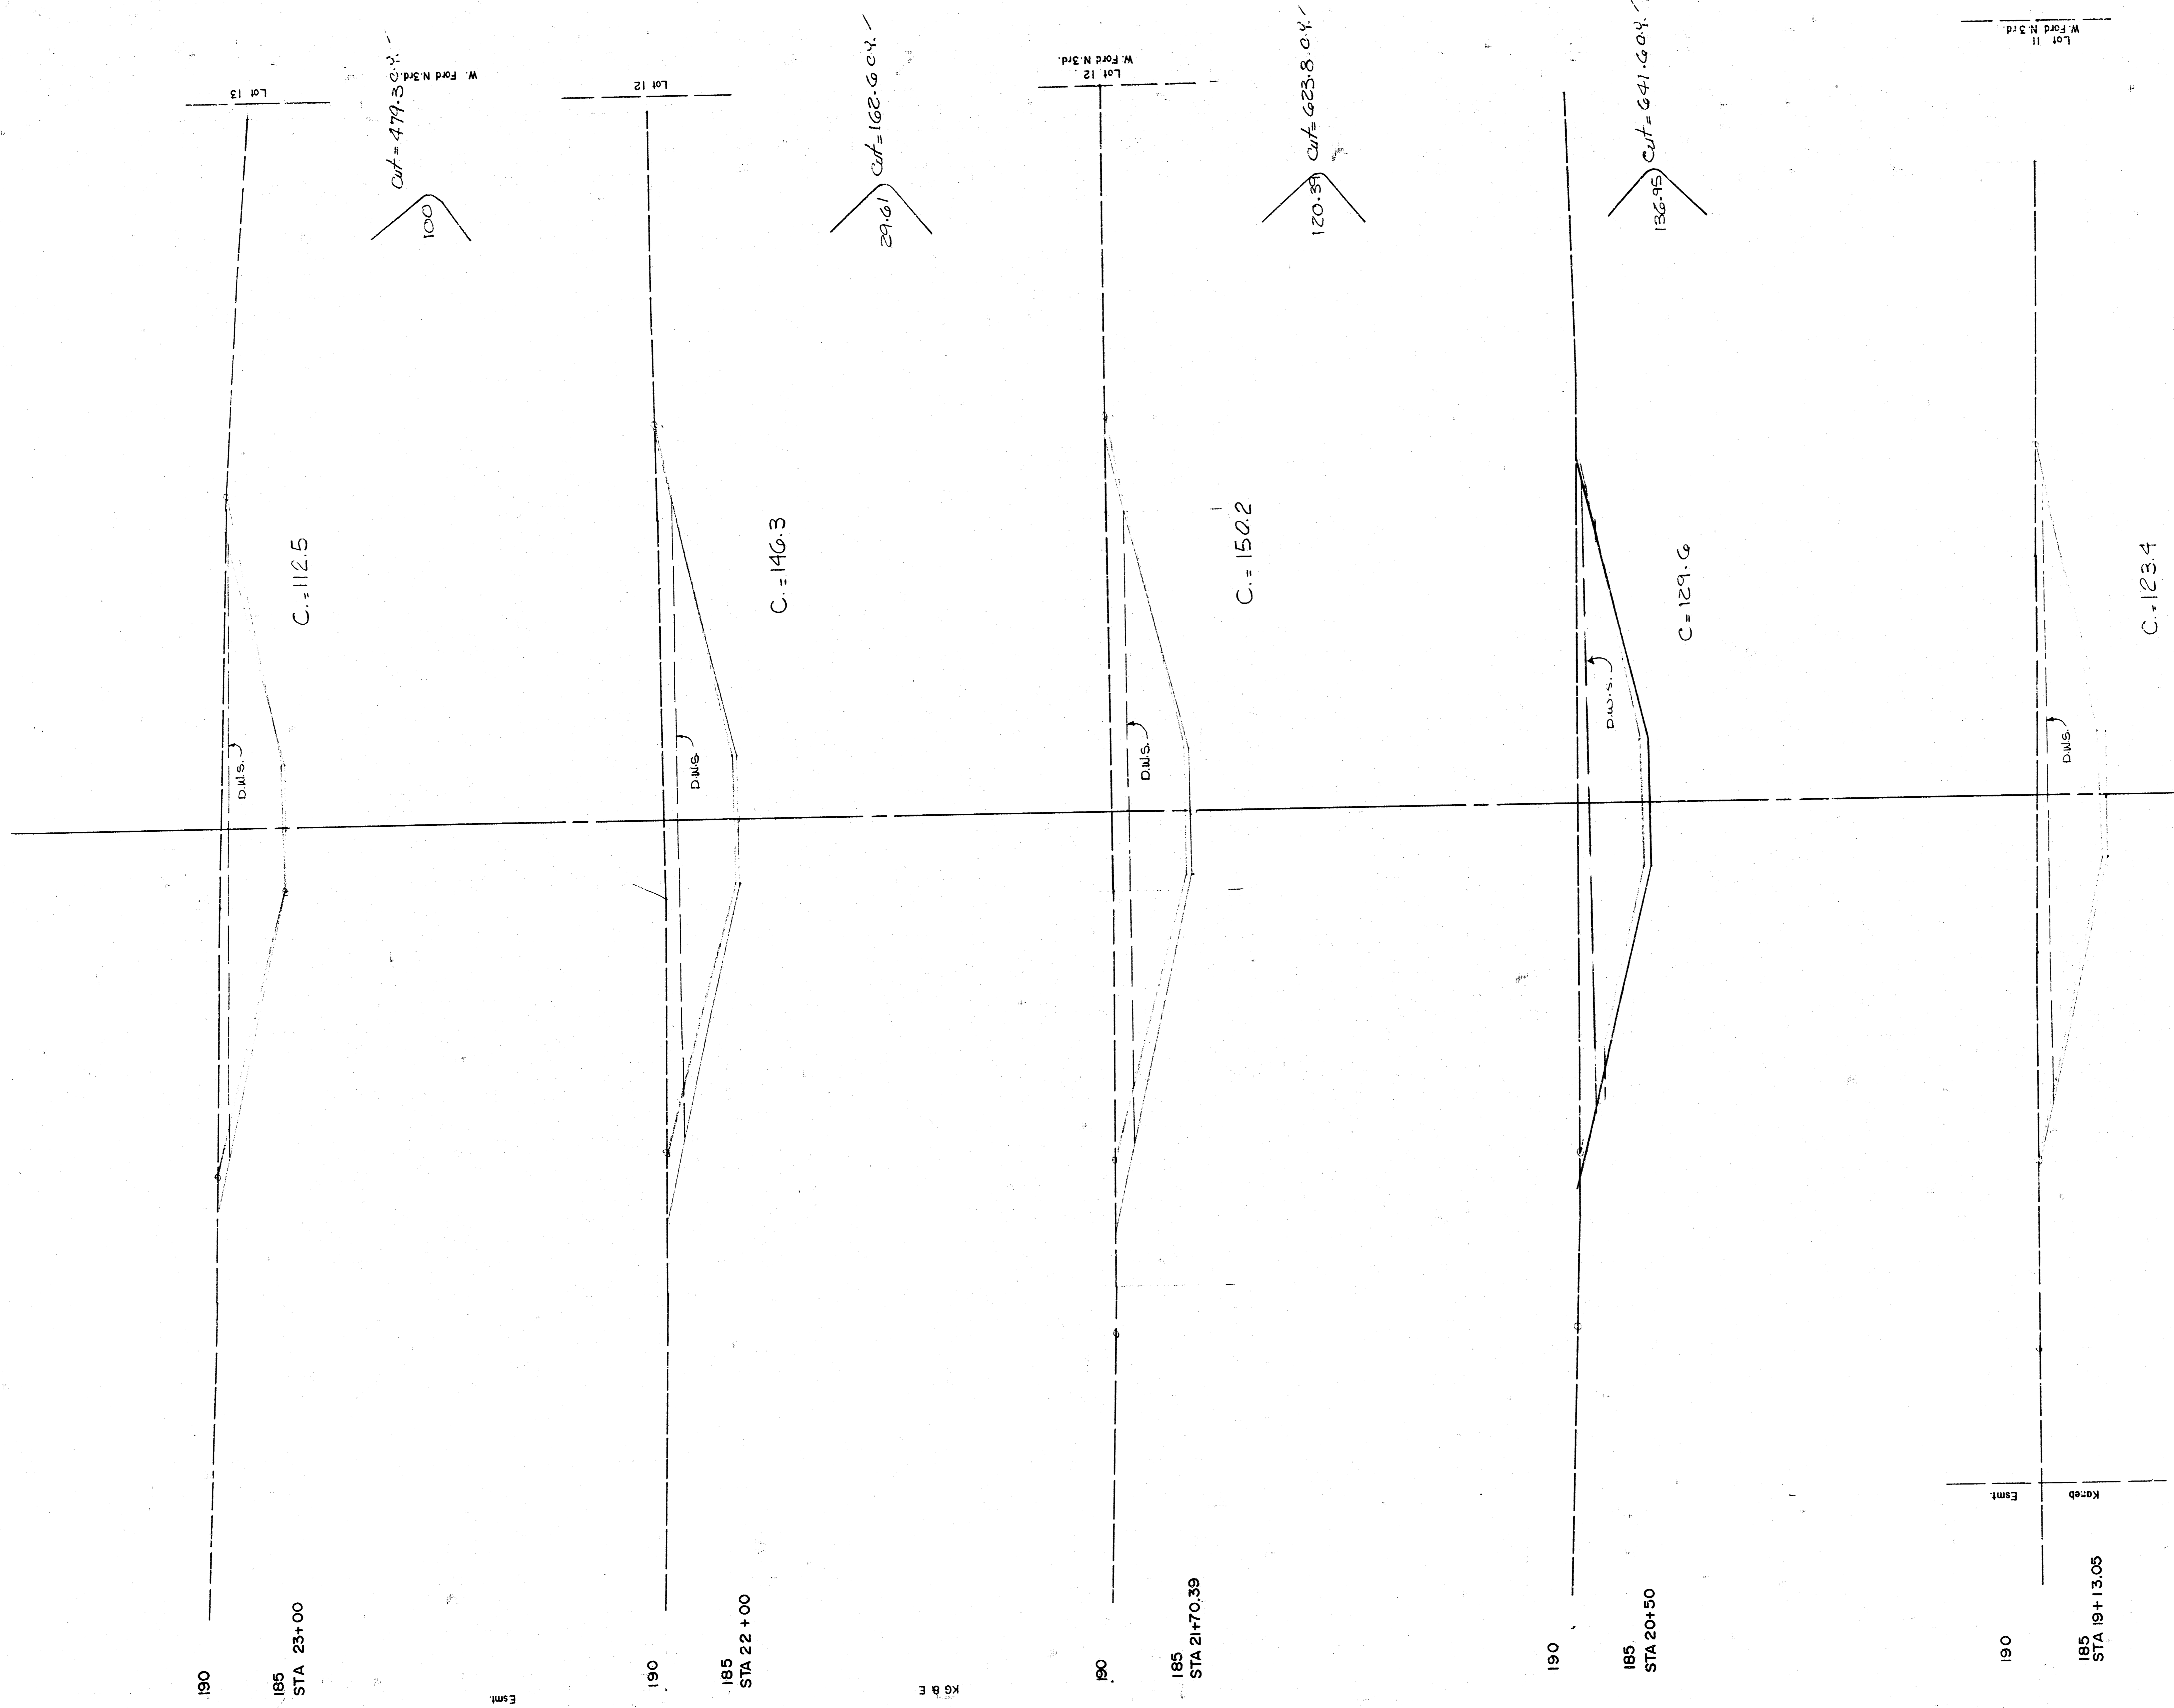 Lot 13
W. Ford N.3rd.
Cut = 479.3 C.Y.
100
C. = 112.5
D.W.S.
190
185
STA 23+00
Esmt.
Lot 12
Cut = 162.6 C.Y.
29.61
C. = 146.3
D.W.S.
190
185
STA 22+00
KG & E
W. Ford N.3rd.
Lot 12
Cut = 623.8 C.Y.
120.39
C. = 150.2
D.W.S.
190
185
STA 21+70.39
Cut = 641.6 C.Y.
136.95
C = 129.6
D.W.S.
190
185
STA 20+50
W. Ford N.3rd.
Lot 11
C. = 123.4
D.W.S.
Esmt.
Kaneb
190
185
STA 19+13.05